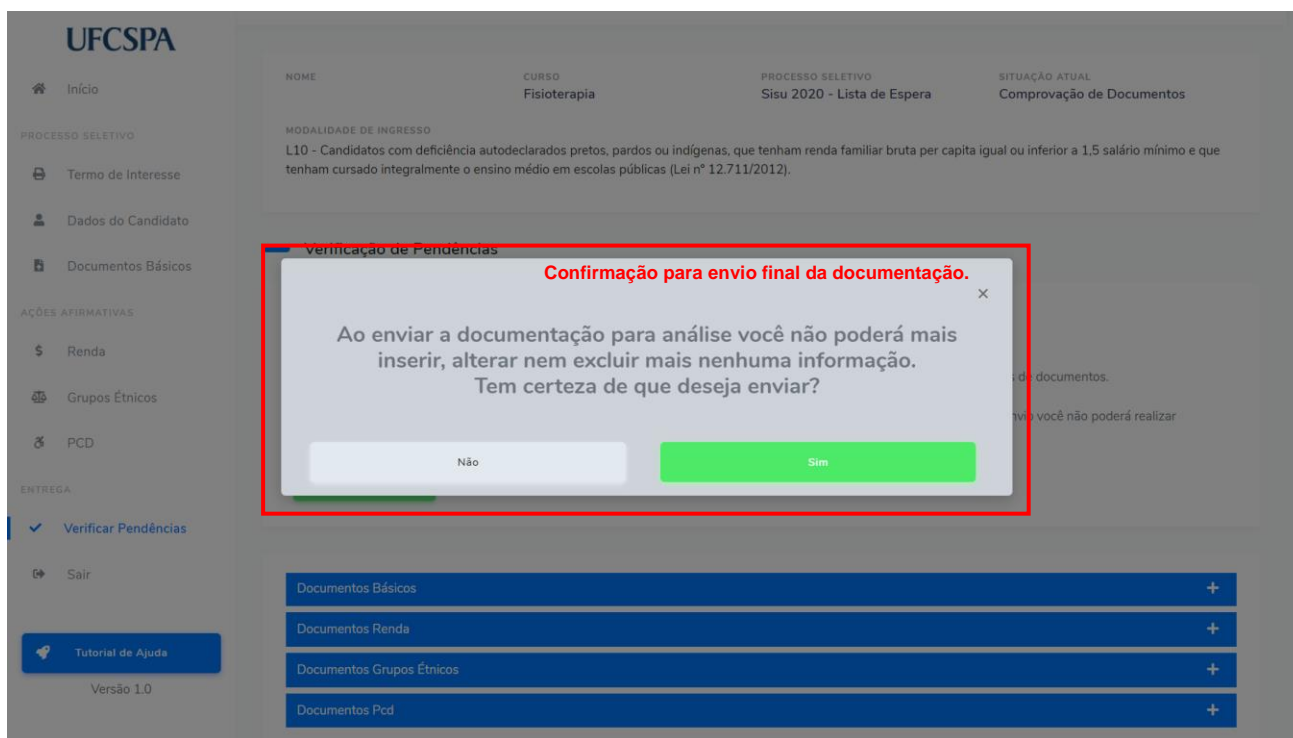 UFCSPA
Início
PROCESSO SELETIVO
Termo de Interesse
Dados do Candidato
Documentos Básicos
AÇÕES AFIRMATIVAS
Renda
Grupos Étnicos
PCD
ENTREGA
Verificar Pendências
Sair
Tutorial de Ajuda
Versão 1.0
NOME
CURSO
Fisioterapia
PROCESSO SELETIVO
Sisu 2020 - Lista de Espera
SITUAÇÃO ATUAL
Comprovação de Documentos
MODALIDADE DE INGRESSO
L10 - Candidatos com deficiência autodeclarados pretos, pardos ou indígenas, que tenham renda familiar bruta per capita igual ou inferior a 1,5 salário mínimo e que
tenham cursado integralmente o ensino médio em escolas públicas (Lei n° 12.711/2012).
Verificação de Pendências
Confirmação para envio final da documentação.
×
Ao enviar a documentação para análise você não poderá mais
inserir, alterar nem excluir mais nenhuma informação.
Tem certeza de que deseja enviar?
Não
Sim
de documentos.
você não poderá realizar
Documentos Básicos +
Documentos Renda +
Documentos Grupos Étnicos +
Documentos Pcd +